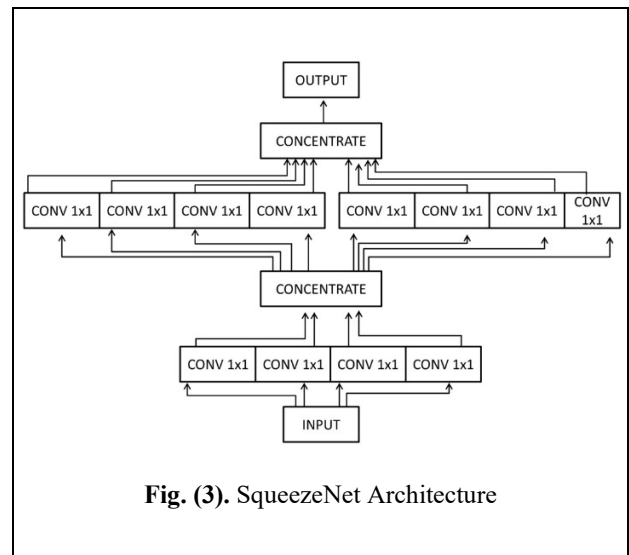 OUTPUT
CONCENTRATE
CONV 1x1 CONV 1x1 CONV 1x1 CONV 1x1 CONV 1x1 CONV 1x1 CONV 1x1 CONV
1x1
CONCENTRATE
CONV 1x1 CONV 1x1 CONV 1x1 CONV 1x1
INPUT
Fig. (3). SqueezeNet Architecture